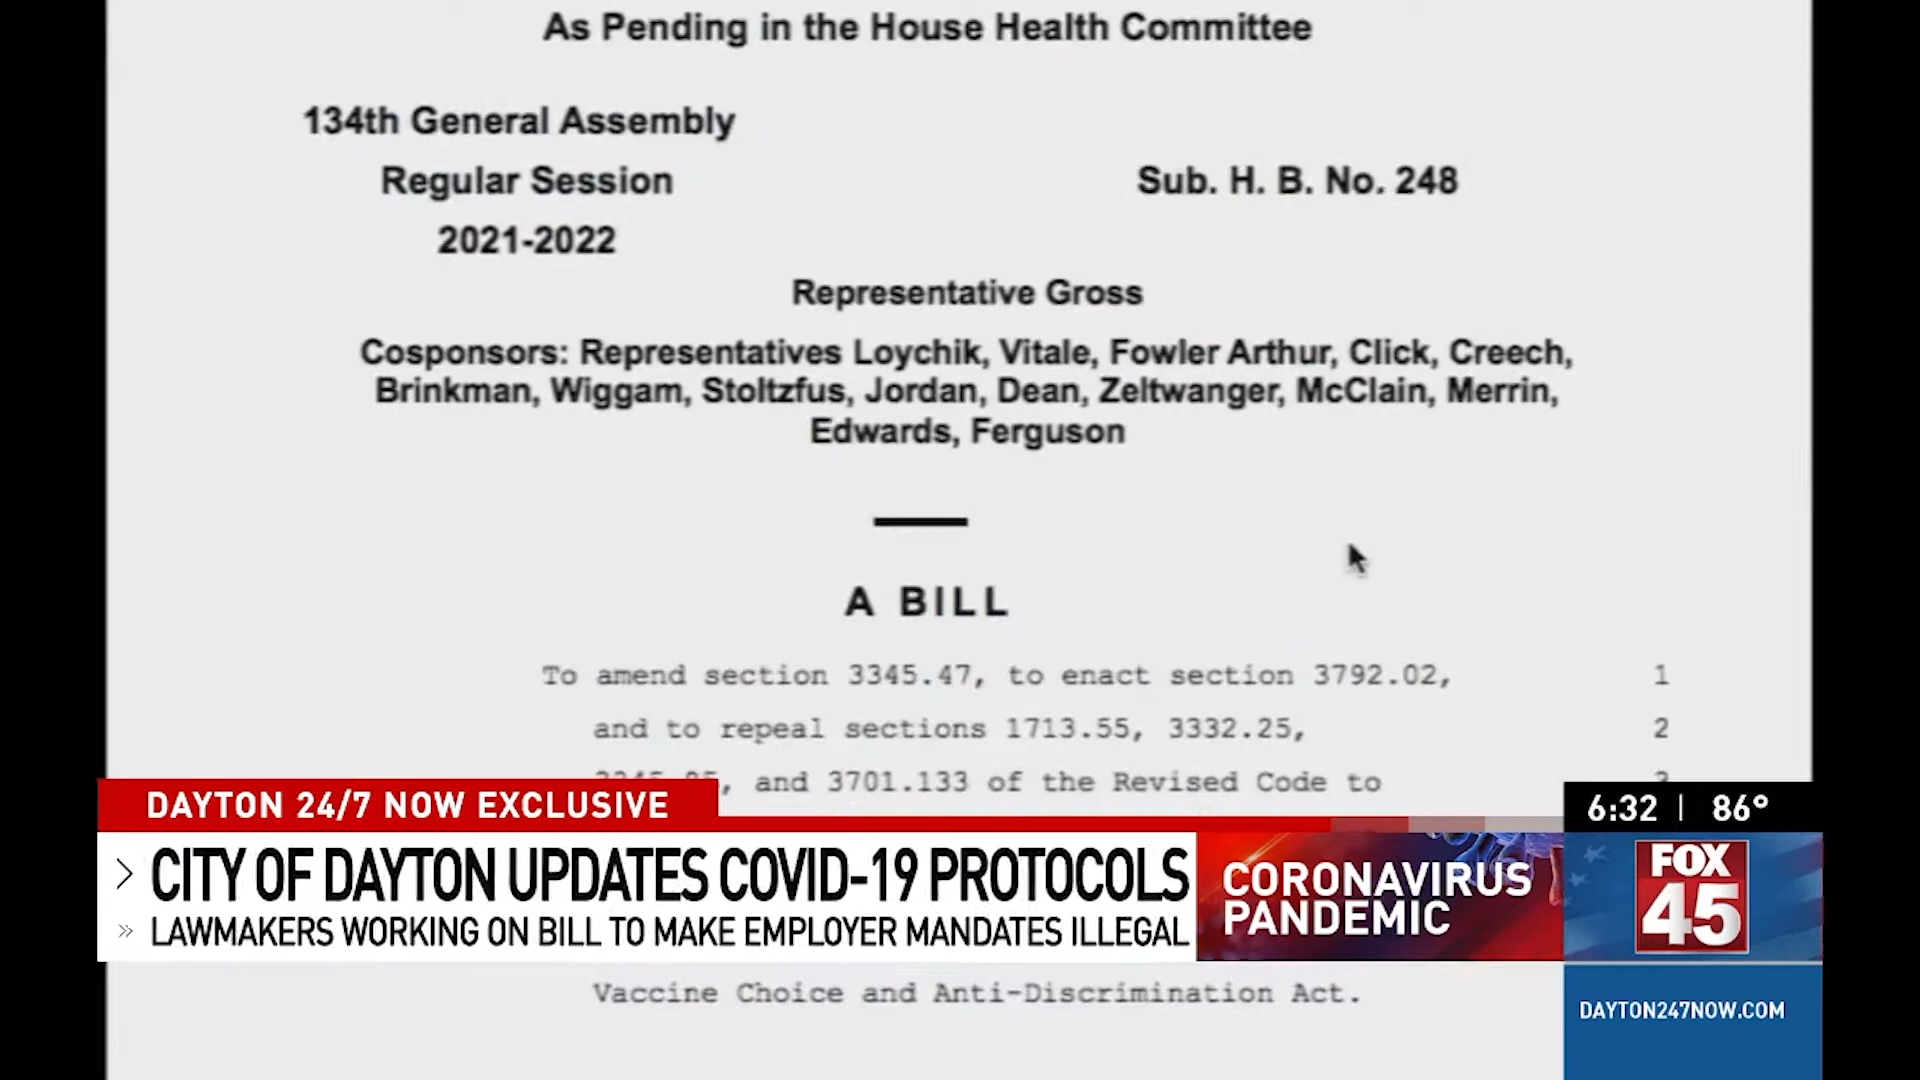 As Pending in the House Health Committee
134th General Assembly
Regular Session
Sub. H. B. No. 248
2021-2022
Representative Gross
Cosponsors: Representatives Loychik, Vitale, Fowler Arthur, Click, Creech,
Brinkman, Wiggam, Stoltzfus, Jordan, Dean, Zeltwanger, McClain, Merrin,
Edwards, Ferguson
A BILL
To amend section 3345.47, to enact section 3792.02, 1
and to repeal sections 1713.55, 3332.25, 2
, and 3701.133 of the Revised Code to
DAYTON 24/7 NOW EXCLUSIVE
6:32 | 86°
> CITY OF DAYTON UPDATES COVID-19 PROTOCOLS
» LAWMAKERS WORKING ON BILL TO MAKE EMPLOYER MANDATES ILLEGAL
CORONAVIRUS
PANDEMIC
FOX
45
Vaccine Choice and Anti-Discrimination Act.
DAYTON247NOW.COM